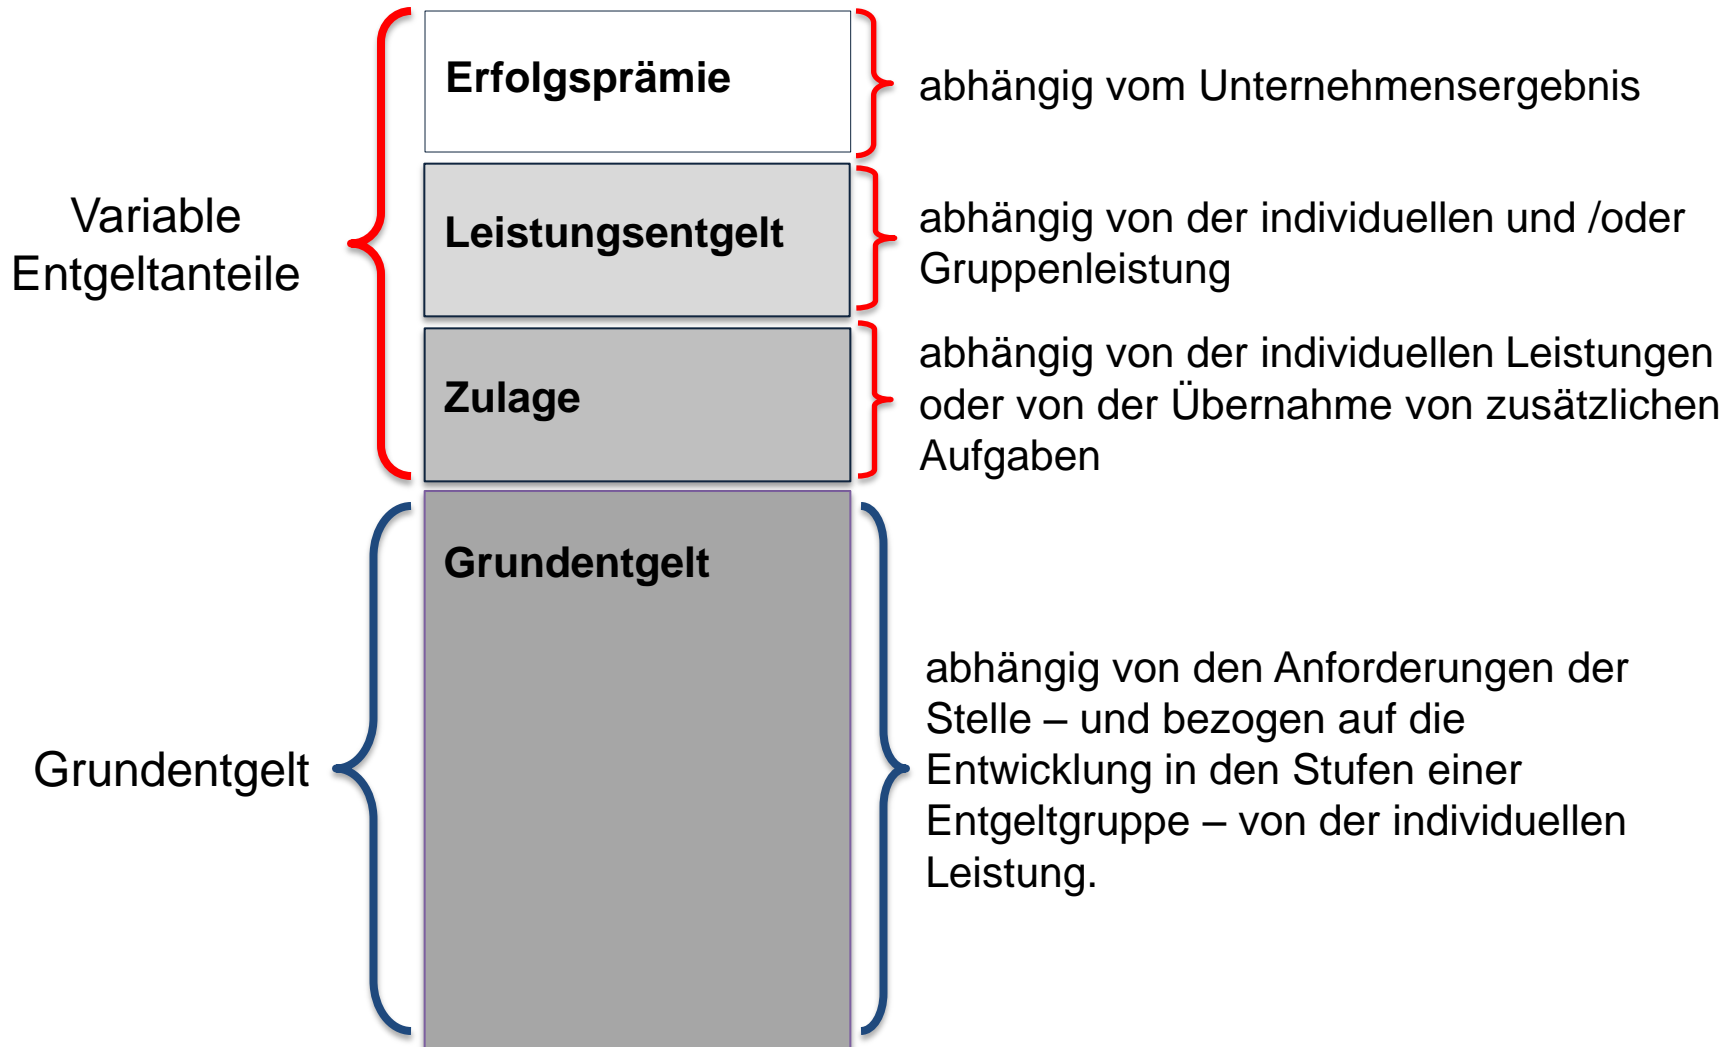 Erfolgsprämie
abhängig vom Unternehmensergebnis
Variable
Entgeltanteile
Leistungsentgelt
abhängig von der individuellen und /oder
Gruppenleistung
Zulage
abhängig von der individuellen Leistungen
oder von der Übernahme von zusätzlichen
Aufgaben
Grundentgelt
Grundentgelt
abhängig von den Anforderungen der
Stelle – und bezogen auf die
Entwicklung in den Stufen einer
Entgeltgruppe – von der individuellen
Leistung.